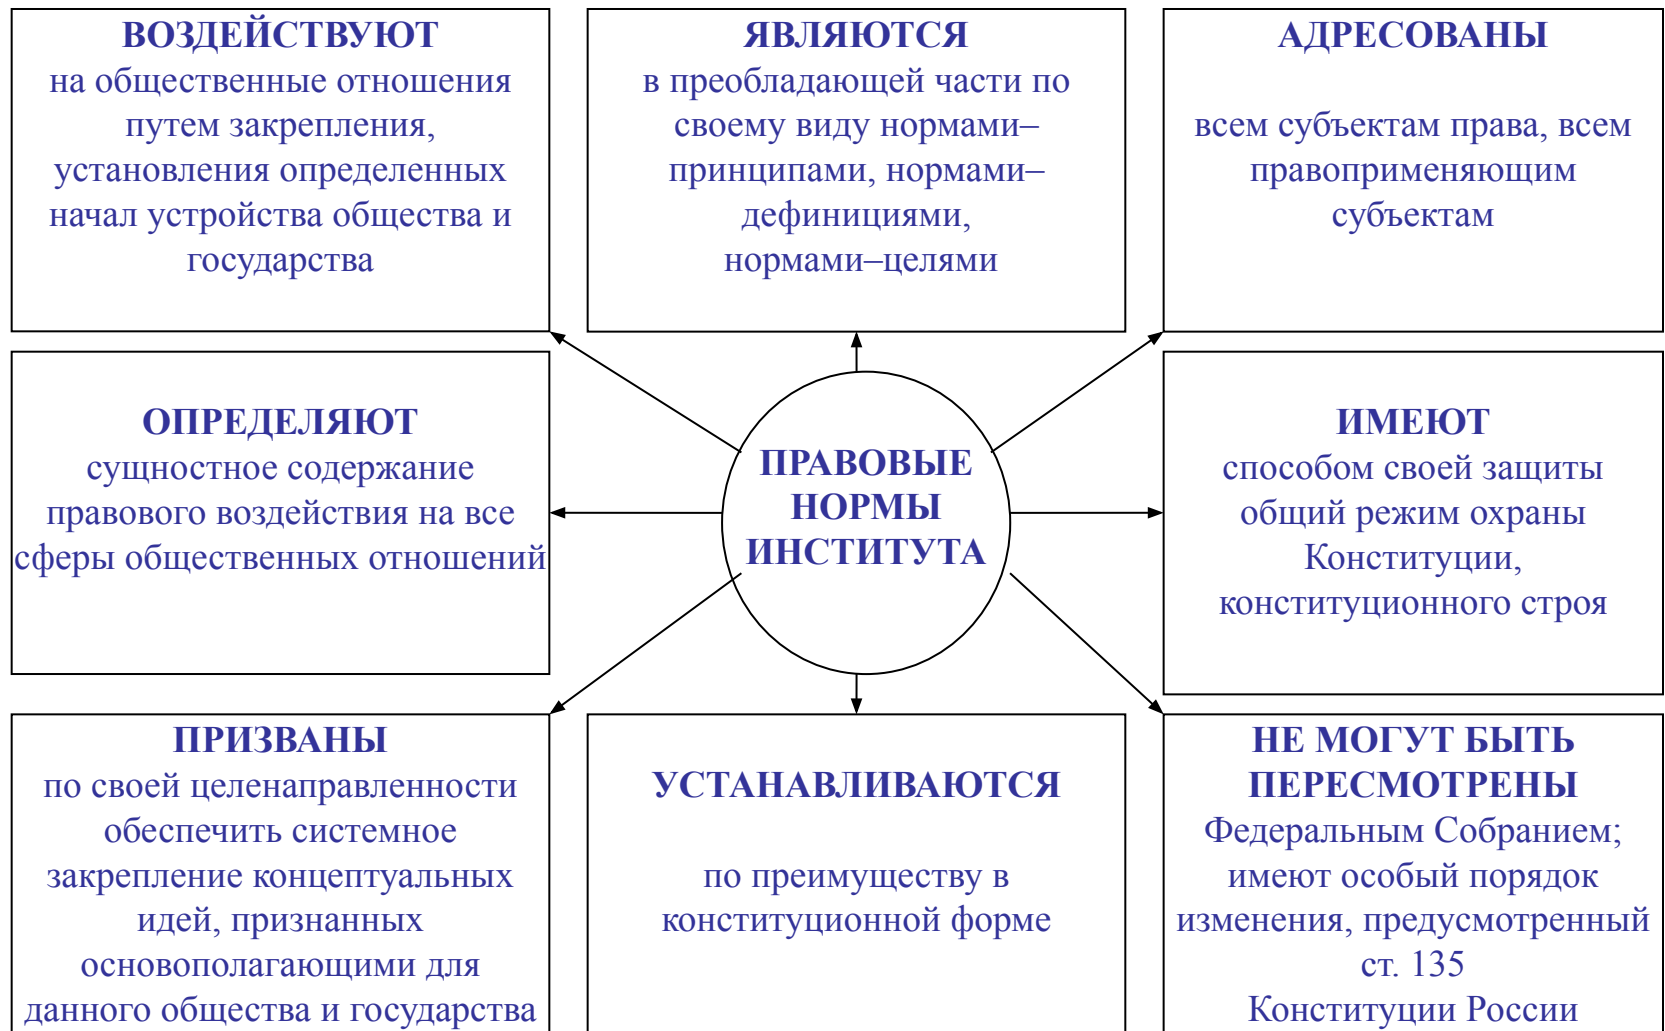 ВОЗДЕЙСТВУЮТ
на общественные отношения
путем закрепления,
установления определенных
начал устройства общества и
государства
ЯВЛЯЮТСЯ
в преобладающей части по
своему виду нормами–
принципами, нормами–
дефинициями,
нормами–целями
АДРЕСОВАНЫ
всем субъектам права, всем
правоприменяющим
субъектам
ОПРЕДЕЛЯЮТ
сущностное содержание
правового воздействия на все
сферы общественных отношений
ПРАВОВЫЕ
НОРМЫ
ИНСТИТУТА
ИМЕЮТ
способом своей защиты
общий режим охраны
Конституции,
конституционного строя
ПРИЗВАНЫ
по своей целенаправленности
обеспечить системное
закрепление концептуальных
идей, признанных
основополагающими для
данного общества и государства
УСТАНАВЛИВАЮТСЯ
по преимуществу в
конституционной форме
НЕ МОГУТ БЫТЬ
ПЕРЕСМОТРЕНЫ
Федеральным Собранием;
имеют особый порядок
изменения, предусмотренный
ст. 135
Конституции России